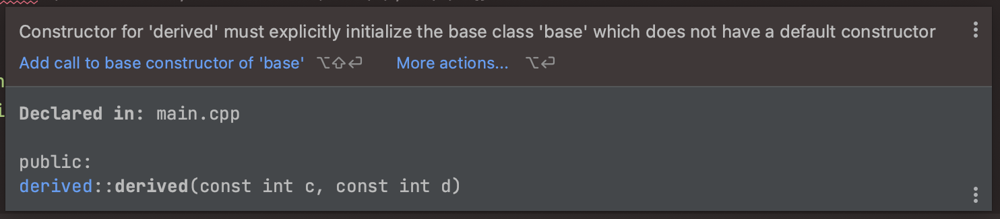 Constructor for 'derived' must explicitly initialize the base class 'base' which does not have a default constructor
Add call to base constructor of 'base' ⌥⇧⏎ More actions... ⌥⏎
Declared in: main.cpp
public:
derived::derived(const int c, const int d)